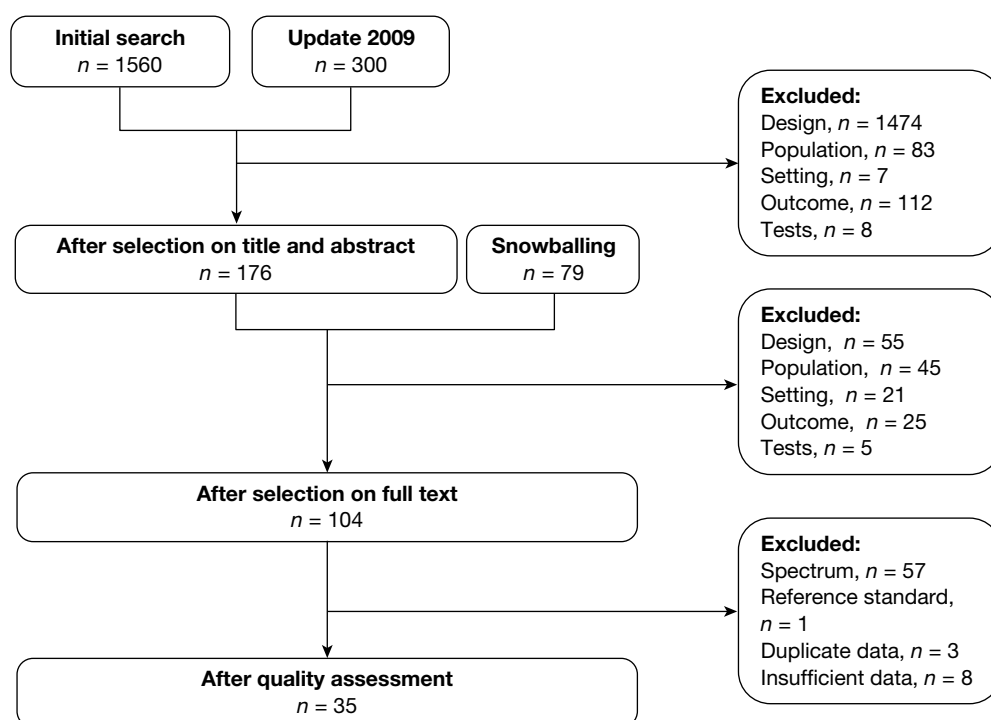 Initial search
n = 1560
Update 2009
n = 300
Excluded:
Design, n = 1474
Population, n = 83
Setting, n = 7
Outcome, n = 112
Tests, n = 8
After selection on title and abstract
n = 176
Snowballing
n = 79
Excluded:
Design, n = 55
Population, n = 45
Setting, n = 21
Outcome, n = 25
Tests, n = 5
After selection on full text
n = 104
Excluded:
Spectrum, n = 57
Reference standard,
n = 1
Duplicate data, n = 3
Insufficient data, n = 8
After quality assessment
n = 35